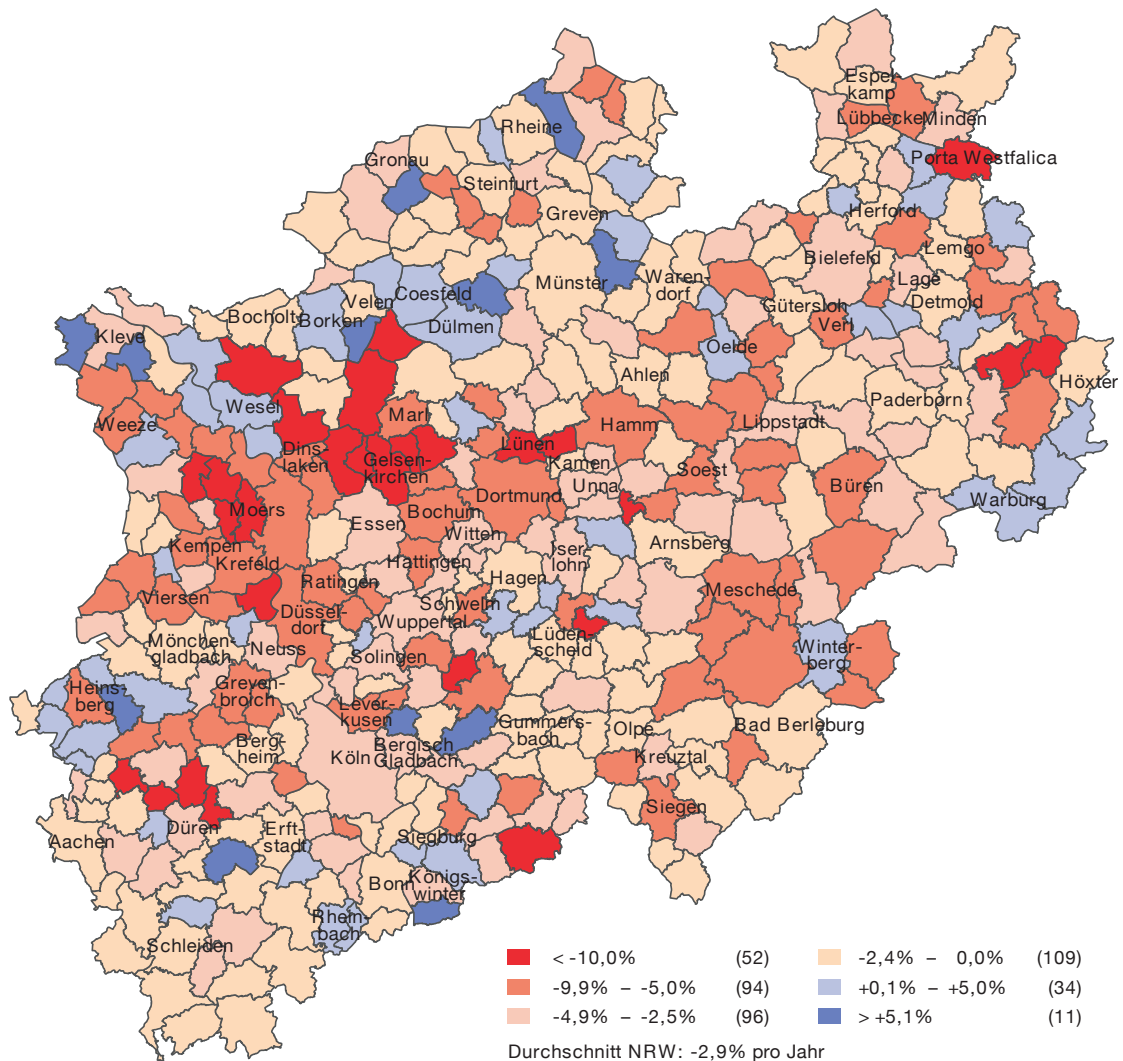 Espel-
kamp
Rheine
Lübbecke
Minden
Gronau
Porta Westfalica
Steinfurt
Greven
Herford
Bielefeld
Lemgo
Münster
Waren-
dorf
Lage
Velen
Coesfeld
Gütersloh
Detmold
Bocholt
Borken
Dülmen
Verl
Kleve
Oelde
Ahlen
Höxter
Wesel
Marl
Paderborn
Weeze
Hamm
Lippstadt
Dins-
laken
Lünen
Gelsen-
kirchen
Kamen
Soest
Unna
Büren
Dortmund
Warburg
Moers
Bochum
Essen
Witten
Arnsberg
Kempen
Iser-
lohn
Krefeld
Hattingen
Hagen
Ratingen
Meschede
Viersen
Schwelm
Düssel-
dorf
Wuppertal
Mönchen-
gladbach
Neuss
Lüden-
scheid
Winter-
berg
Solingen
Heins-
berg
Greven-
broich
Lever-
kusen
Gummers-
bach
Olpe
Bad Berleburg
Berg-
heim
Köln
Bergisch
Gladbach
Kreuztal
Siegen
Düren
Erft-
stadt
Siegburg
Aachen
Bonn
Königs-
winter
Rhein-
bach
Schleiden
< -10,0% (52)
-9,9% – -5,0% (94)
-4,9% – -2,5% (96)
-2,4% – 0,0% (109)
+0,1% – +5,0% (34)
> +5,1% (11)
Durchschnitt NRW: -2,9% pro Jahr